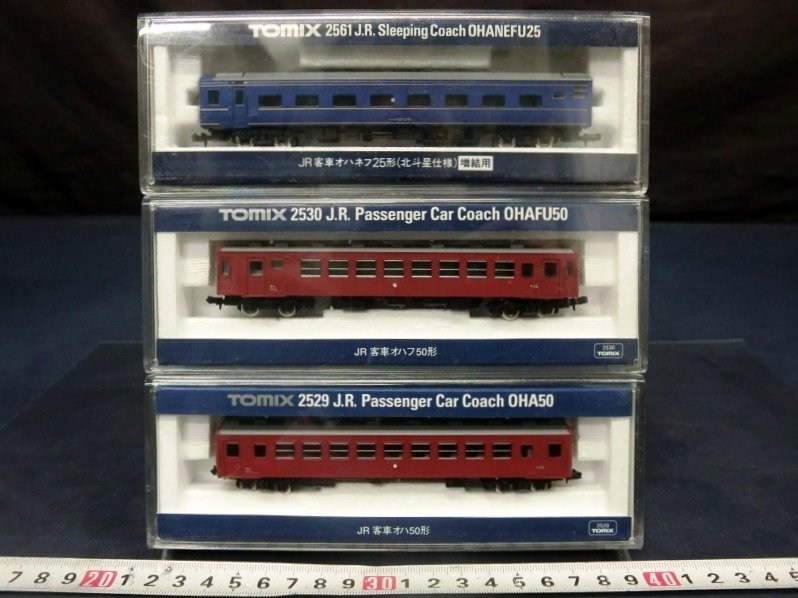 TOMIX 2561 J.R. Sleeping Coach OHANEFU25
JR客車オハネフ25形(北斗星仕様) 増結用
TOMIX 2530 J.R. Passenger Car Coach OHAFU50
JR 客車オハフ50形
2530
TOMIX
TOMIX 2529 J.R. Passenger Car Coach OHA50
JR 客車オハ50形
2529
TOMIX
7 8 9 20 1 2 3 4 5 6 7 8 9 30 1 2 3 4 5 6 7 8 9 40 1 2 3 4 5